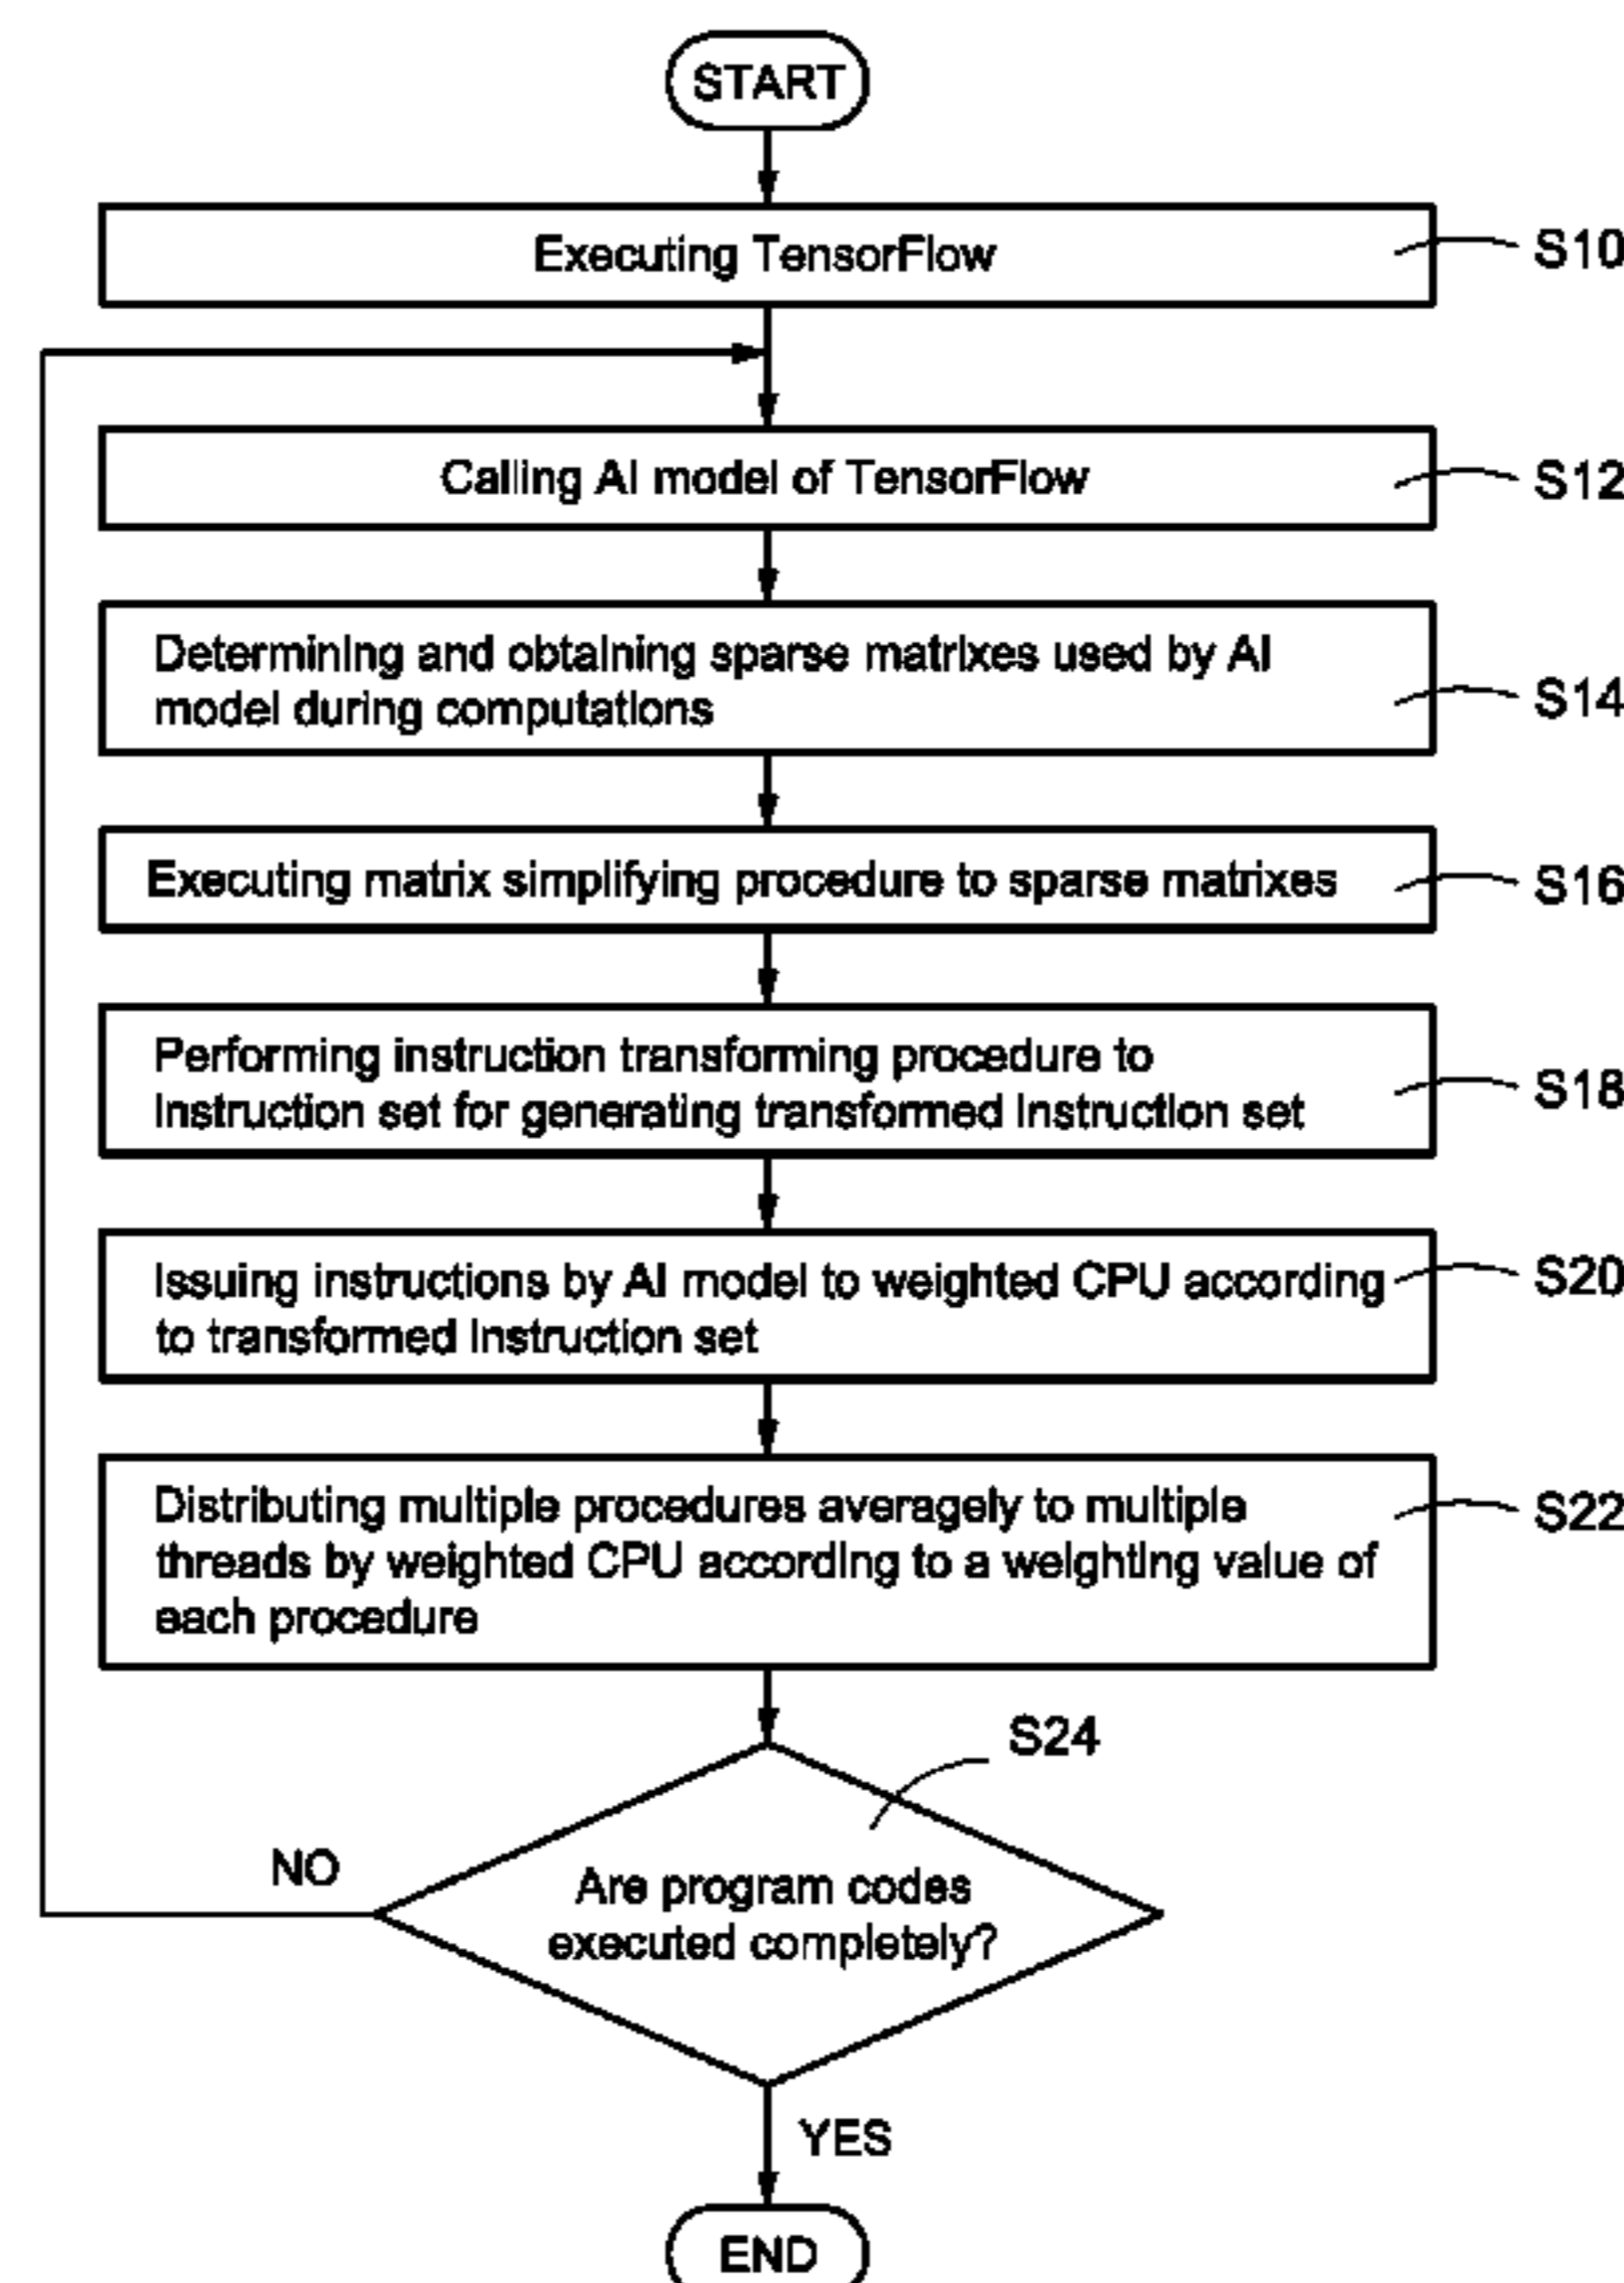 START
Executing TensorFlow
S10
Calling AI model of TensorFlow
S12
Determining and obtaining sparse matrixes used by AI
model during computations
S14
Executing matrix simplifying procedure to sparse matrixes
S16
Performing instruction transforming procedure to
instruction set for generating transformed instruction set
S18
Issuing instructions by AI model to weighted CPU according
to transformed instruction set
S20
Distributing multiple procedures averagely to multiple
threads by weighted CPU according to a weighting value of
each procedure
S22
S24
NO
Are program codes
executed completely?
YES
END